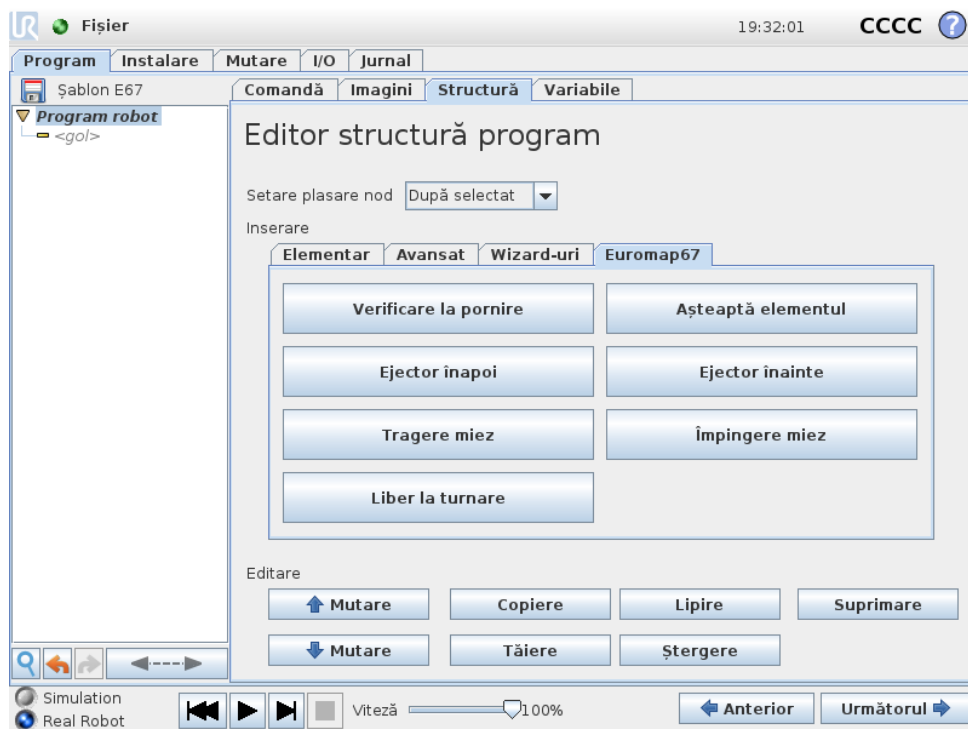 UR Fișier 19:32:01 CCCC ?
Program Instalare Mutare I/O Jurnal
Șablon E67 Comandă Imagini Structură Variabile
Program robot
<gol>
Editor structură program
Setare plasare nod După selectat
Inserare
Elementar Avansat Wizard-uri Euromap67
Verificare la pornire Așteaptă elementul
Ejector înapoi Ejector înainte
Tragere miez Împingere miez
Liber la turnare
Editare
Mutare Copiere Lipire Suprimare
Mutare Tăiere Ștergere
Simulation
Real Robot
Viteză 100% Anterior Următorul